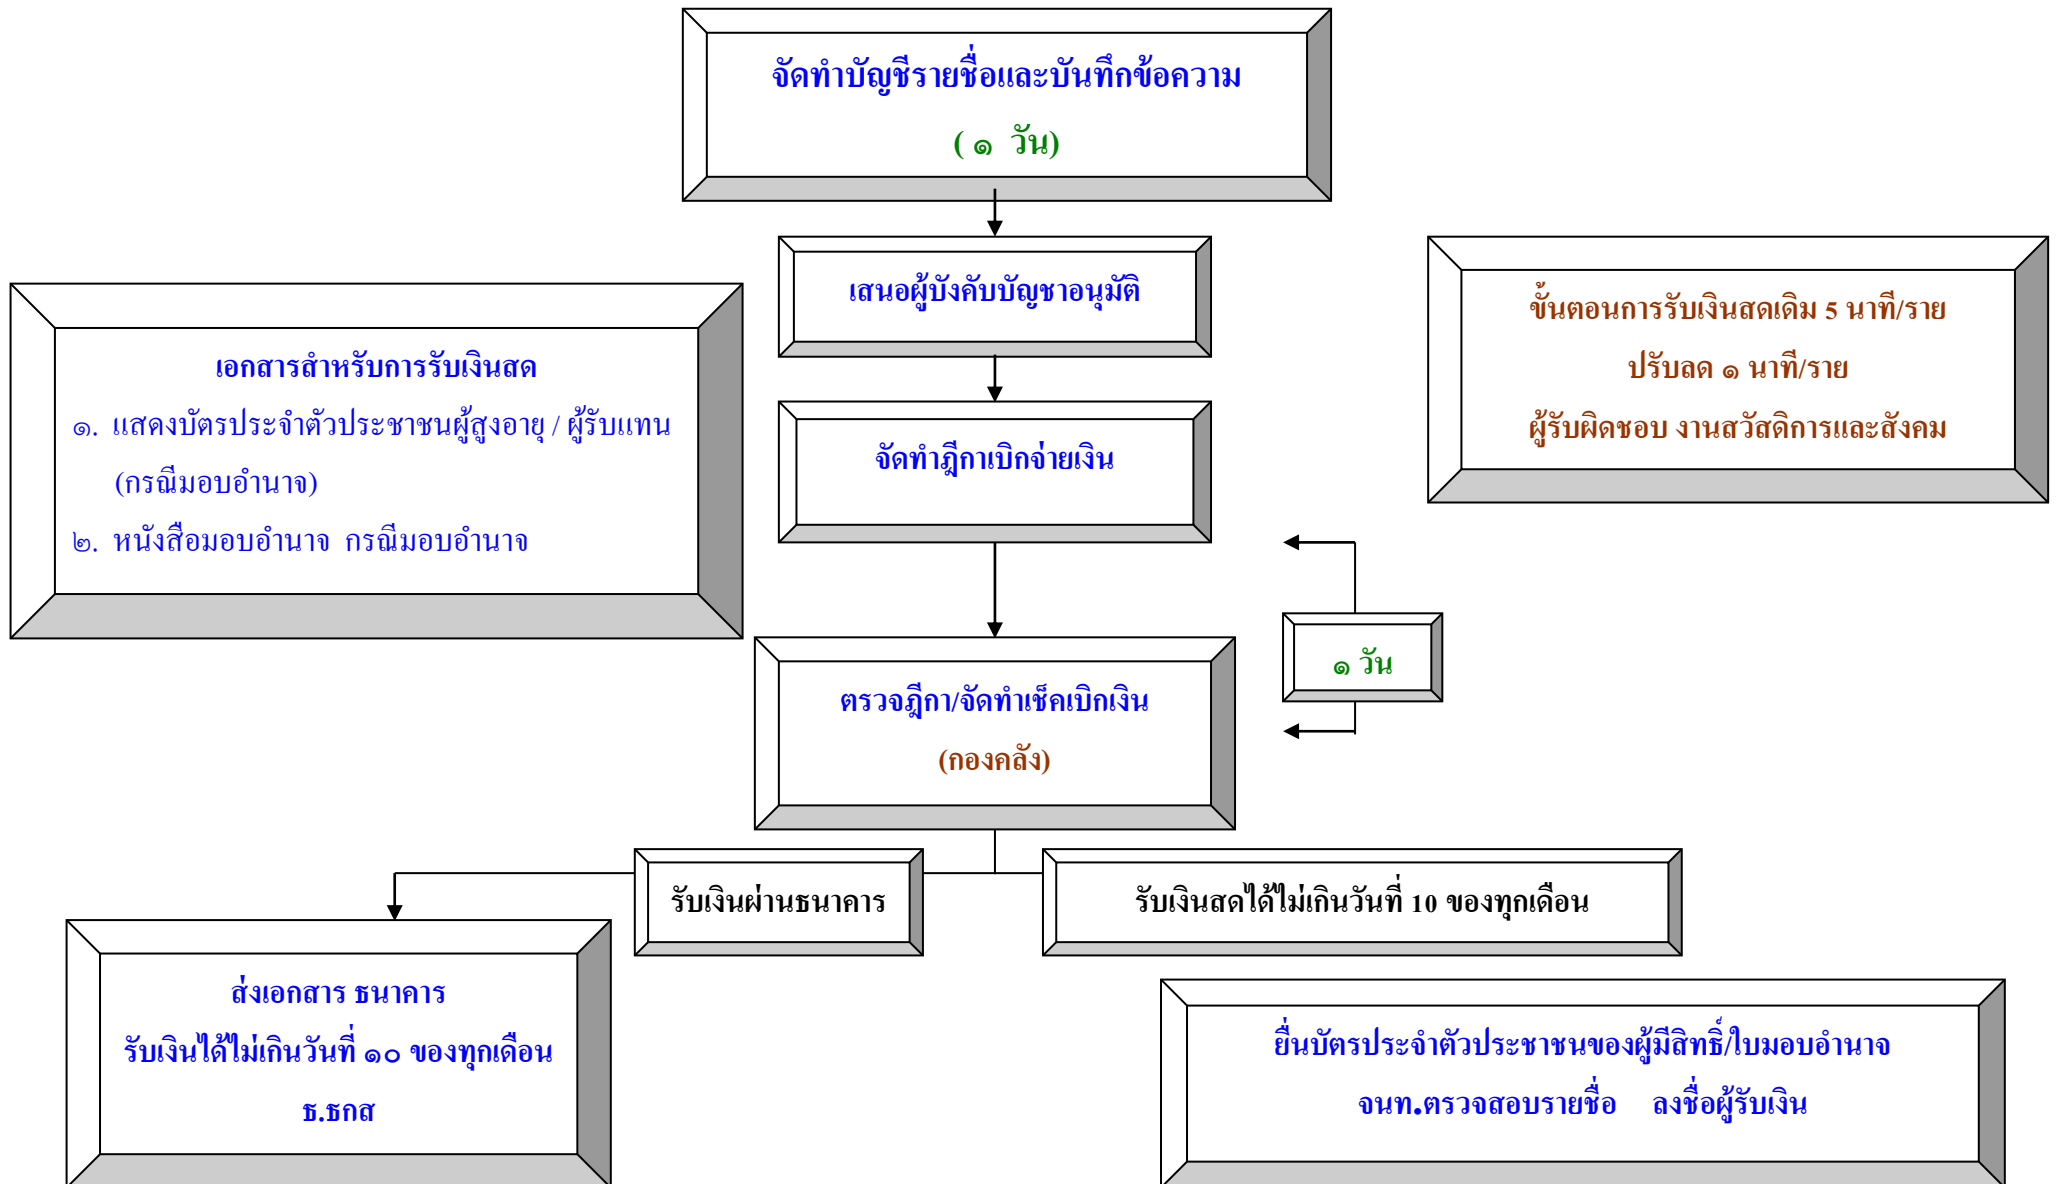 จัดทำบัญชีรายชื่อและบันทึกข้อความ
( ๑ วัน)
เสนอผู้บังคับบัญชาอนุมัติ
ขั้นตอนการรับเงินสดเดิม 5 นาที/ราย
ปรับลด ๑ นาที/ราย
ผู้รับผิดชอบ งานสวัสดิการและสังคม
เอกสารสำหรับการรับเงินสด
๑. แสดงบัตรประจำตัวประชาชนผู้สูงอายุ / ผู้รับแทน
(กรณีมอบอำนาจ)
๒. หนังสือมอบอำนาจ กรณีมอบอำนาจ
จัดทำฎีกาเบิกจ่ายเงิน
๑ วัน
ตรวจฎีกา/จัดทำเช็คเบิกเงิน
(กองคลัง)
รับเงินผ่านธนาคาร
รับเงินสดได้ไม่เกินวันที่ 10 ของทุกเดือน
ส่งเอกสาร ธนาคาร
รับเงินได้ไม่เกินวันที่ ๑๐ ของทุกเดือน
ธ.ธกส
ยื่นบัตรประจำตัวประชาชนของผู้มีสิทธิ์/ใบมอบอำนาจ
จนท.ตรวจสอบรายชื่อ ลงชื่อผู้รับเงิน